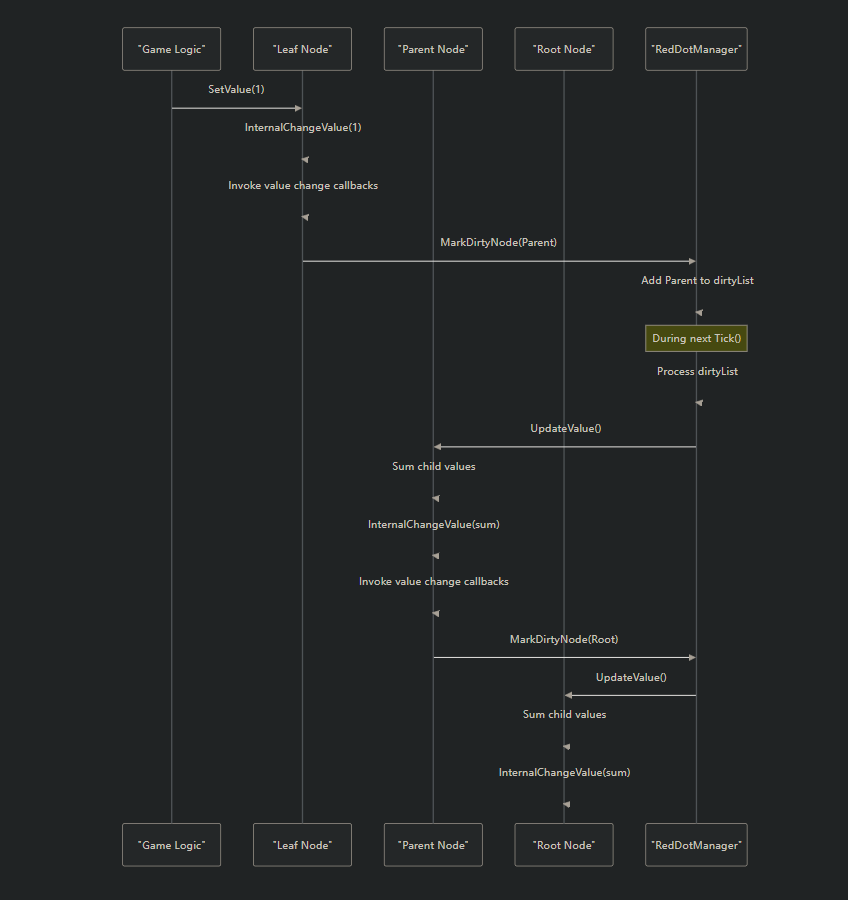 "Game Logic"
"Leaf Node"
"Parent Node"
"Root Node"
"RedDotManager"
SetValue(1)
InternalChangeValue(1)
Invoke value change callbacks
MarkDirtyNode(Parent)
Add Parent to dirtyList
During next Tick()
Process dirtyList
UpdateValue()
Sum child values
InternalChangeValue(sum)
Invoke value change callbacks
MarkDirtyNode(Root)
UpdateValue()
Sum child values
InternalChangeValue(sum)
"Game Logic"
"Leaf Node"
"Parent Node"
"Root Node"
"RedDotManager"